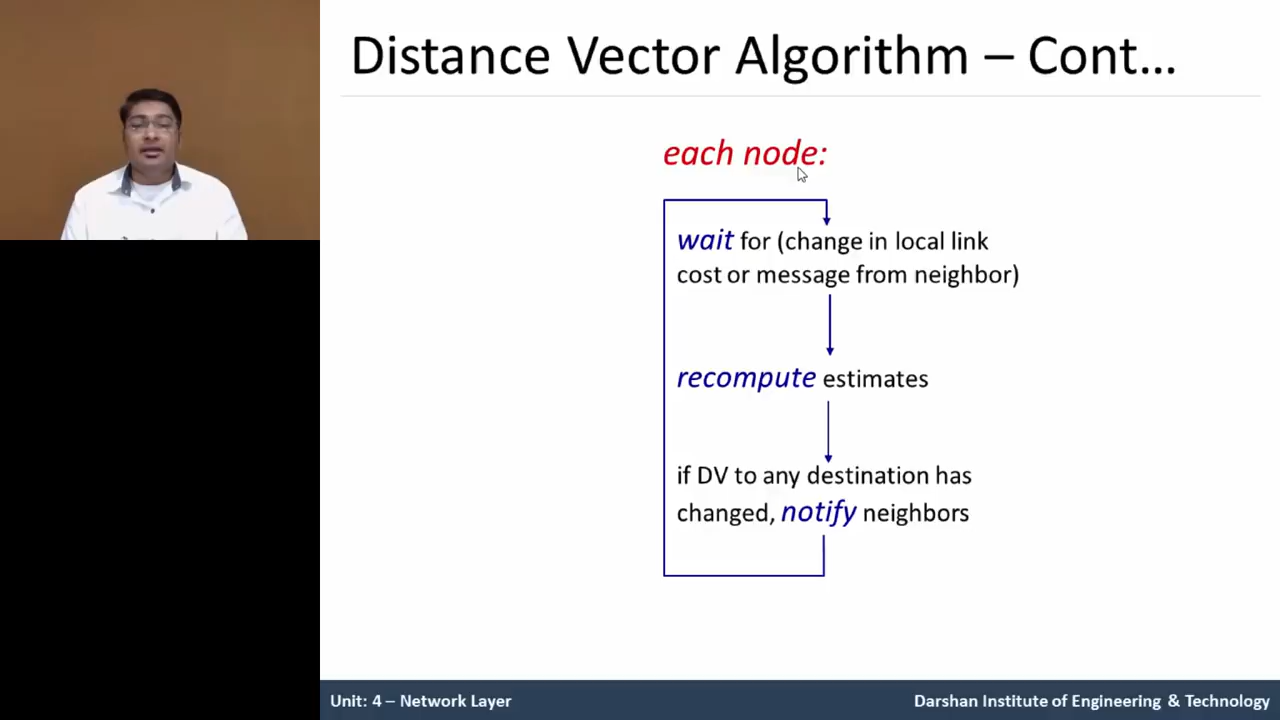 Distance Vector Algorithm – Cont...
each node:
wait for (change in local link
cost or message from neighbor)
recompute estimates
if DV to any destination has
changed, notify neighbors
Unit: 4 – Network Layer
Darshan Institute of Engineering & Technology